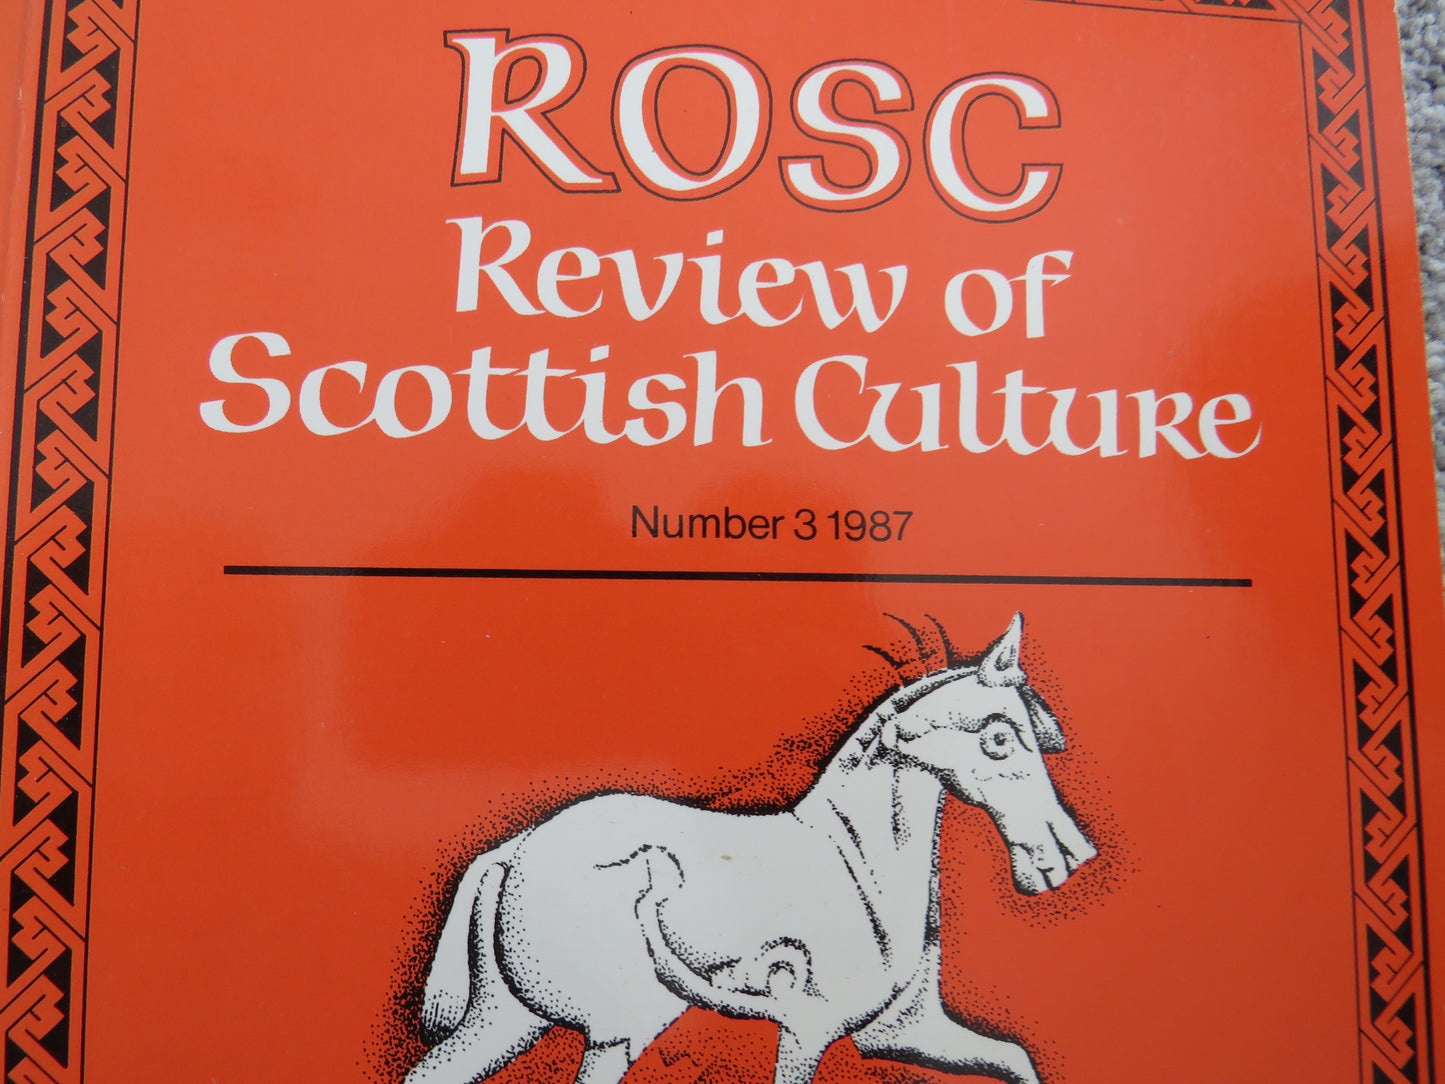 ROSC
Review of
Scottish Culture
Number 3 1987